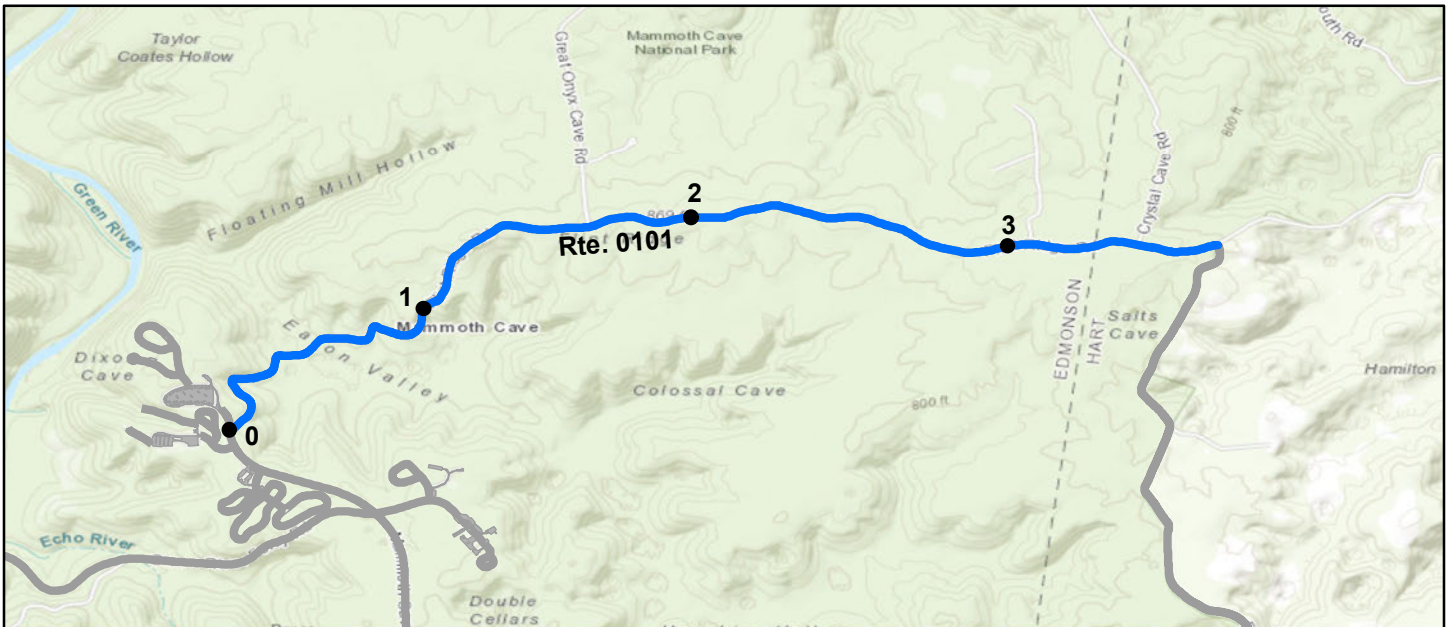 Taylor
Coates Hollow
Great Onyx Cave Rd
Mammoth Cave
National Park
outh Rd
800 ft
Crystal Cave Rd
Green River
Floating Mill Hollow
2
Rte. 0101
3
1
Mammoth Cave
Eaton Valley
EDMONSON
HART
Salts
Cave
Dixo
Cave
Colossal Cave
800 ft
Hamilton
0
Echo River
Double
Cellars